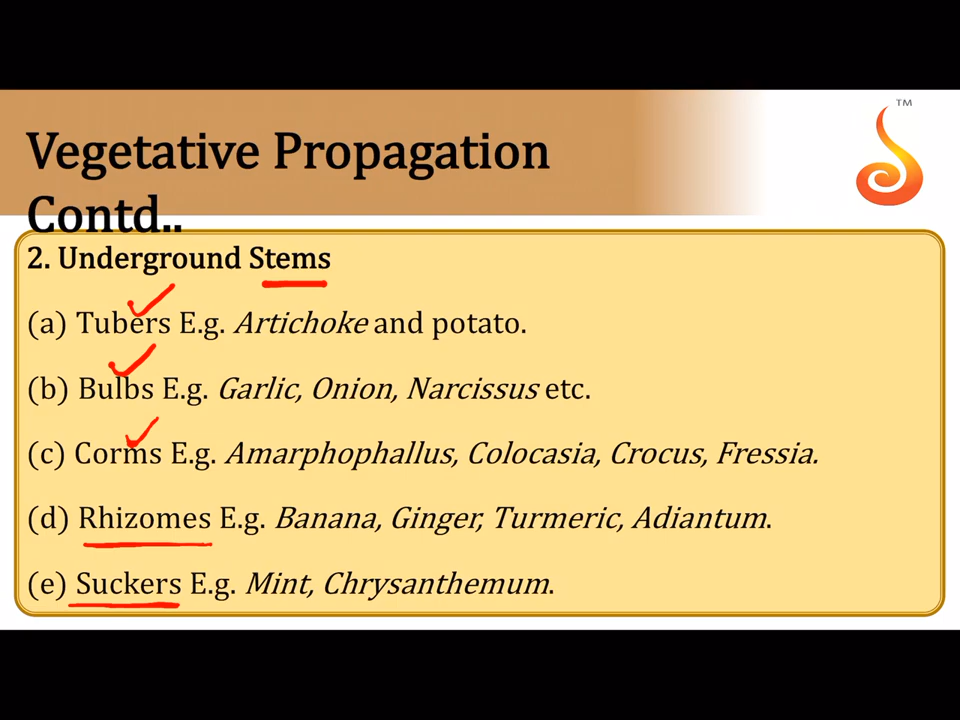 TM
Vegetative Propagation
Contd..
2. Underground Stems
(a) Tubers E.g. Artichoke and potato.
(b) Bulbs E.g. Garlic, Onion, Narcissus etc.
(c) Corms E.g. Amarphophallus, Colocasia, Crocus, Fressia.
(d) Rhizomes E.g. Banana, Ginger, Turmeric, Adiantum.
(e) Suckers E.g. Mint, Chrysanthemum.